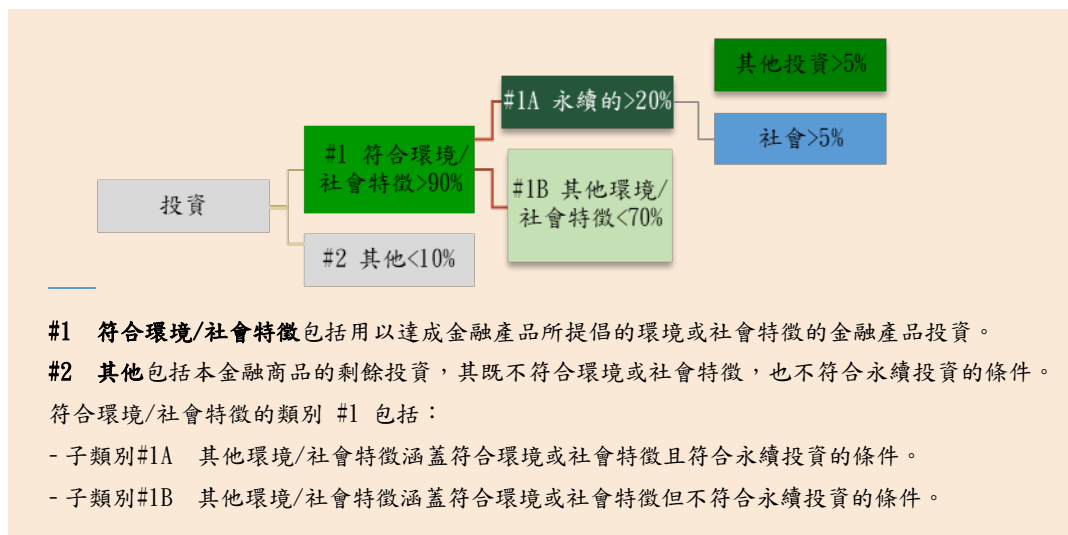 投資
#1 符合環境/
社會特徵>90%
#2 其他<10%
#1A 永續的>20%
#1B 其他環境/
社會特徵<70%
其他投資>5%
社會>5%
#1 符合環境/社會特徵包括用以達成金融產品所提倡的環境或社會特徵的金融產品投資。
#2 其他包括本金融商品的剩餘投資，其既不符合環境或社會特徵，也不符合永續投資的條件。
符合環境/社會特徵的類別 #1 包括：
- 子類別#1A 其他環境/社會特徵涵蓋符合環境或社會特徵且符合永續投資的條件。
- 子類別#1B 其他環境/社會特徵涵蓋符合環境或社會特徵但不符合永續投資的條件。